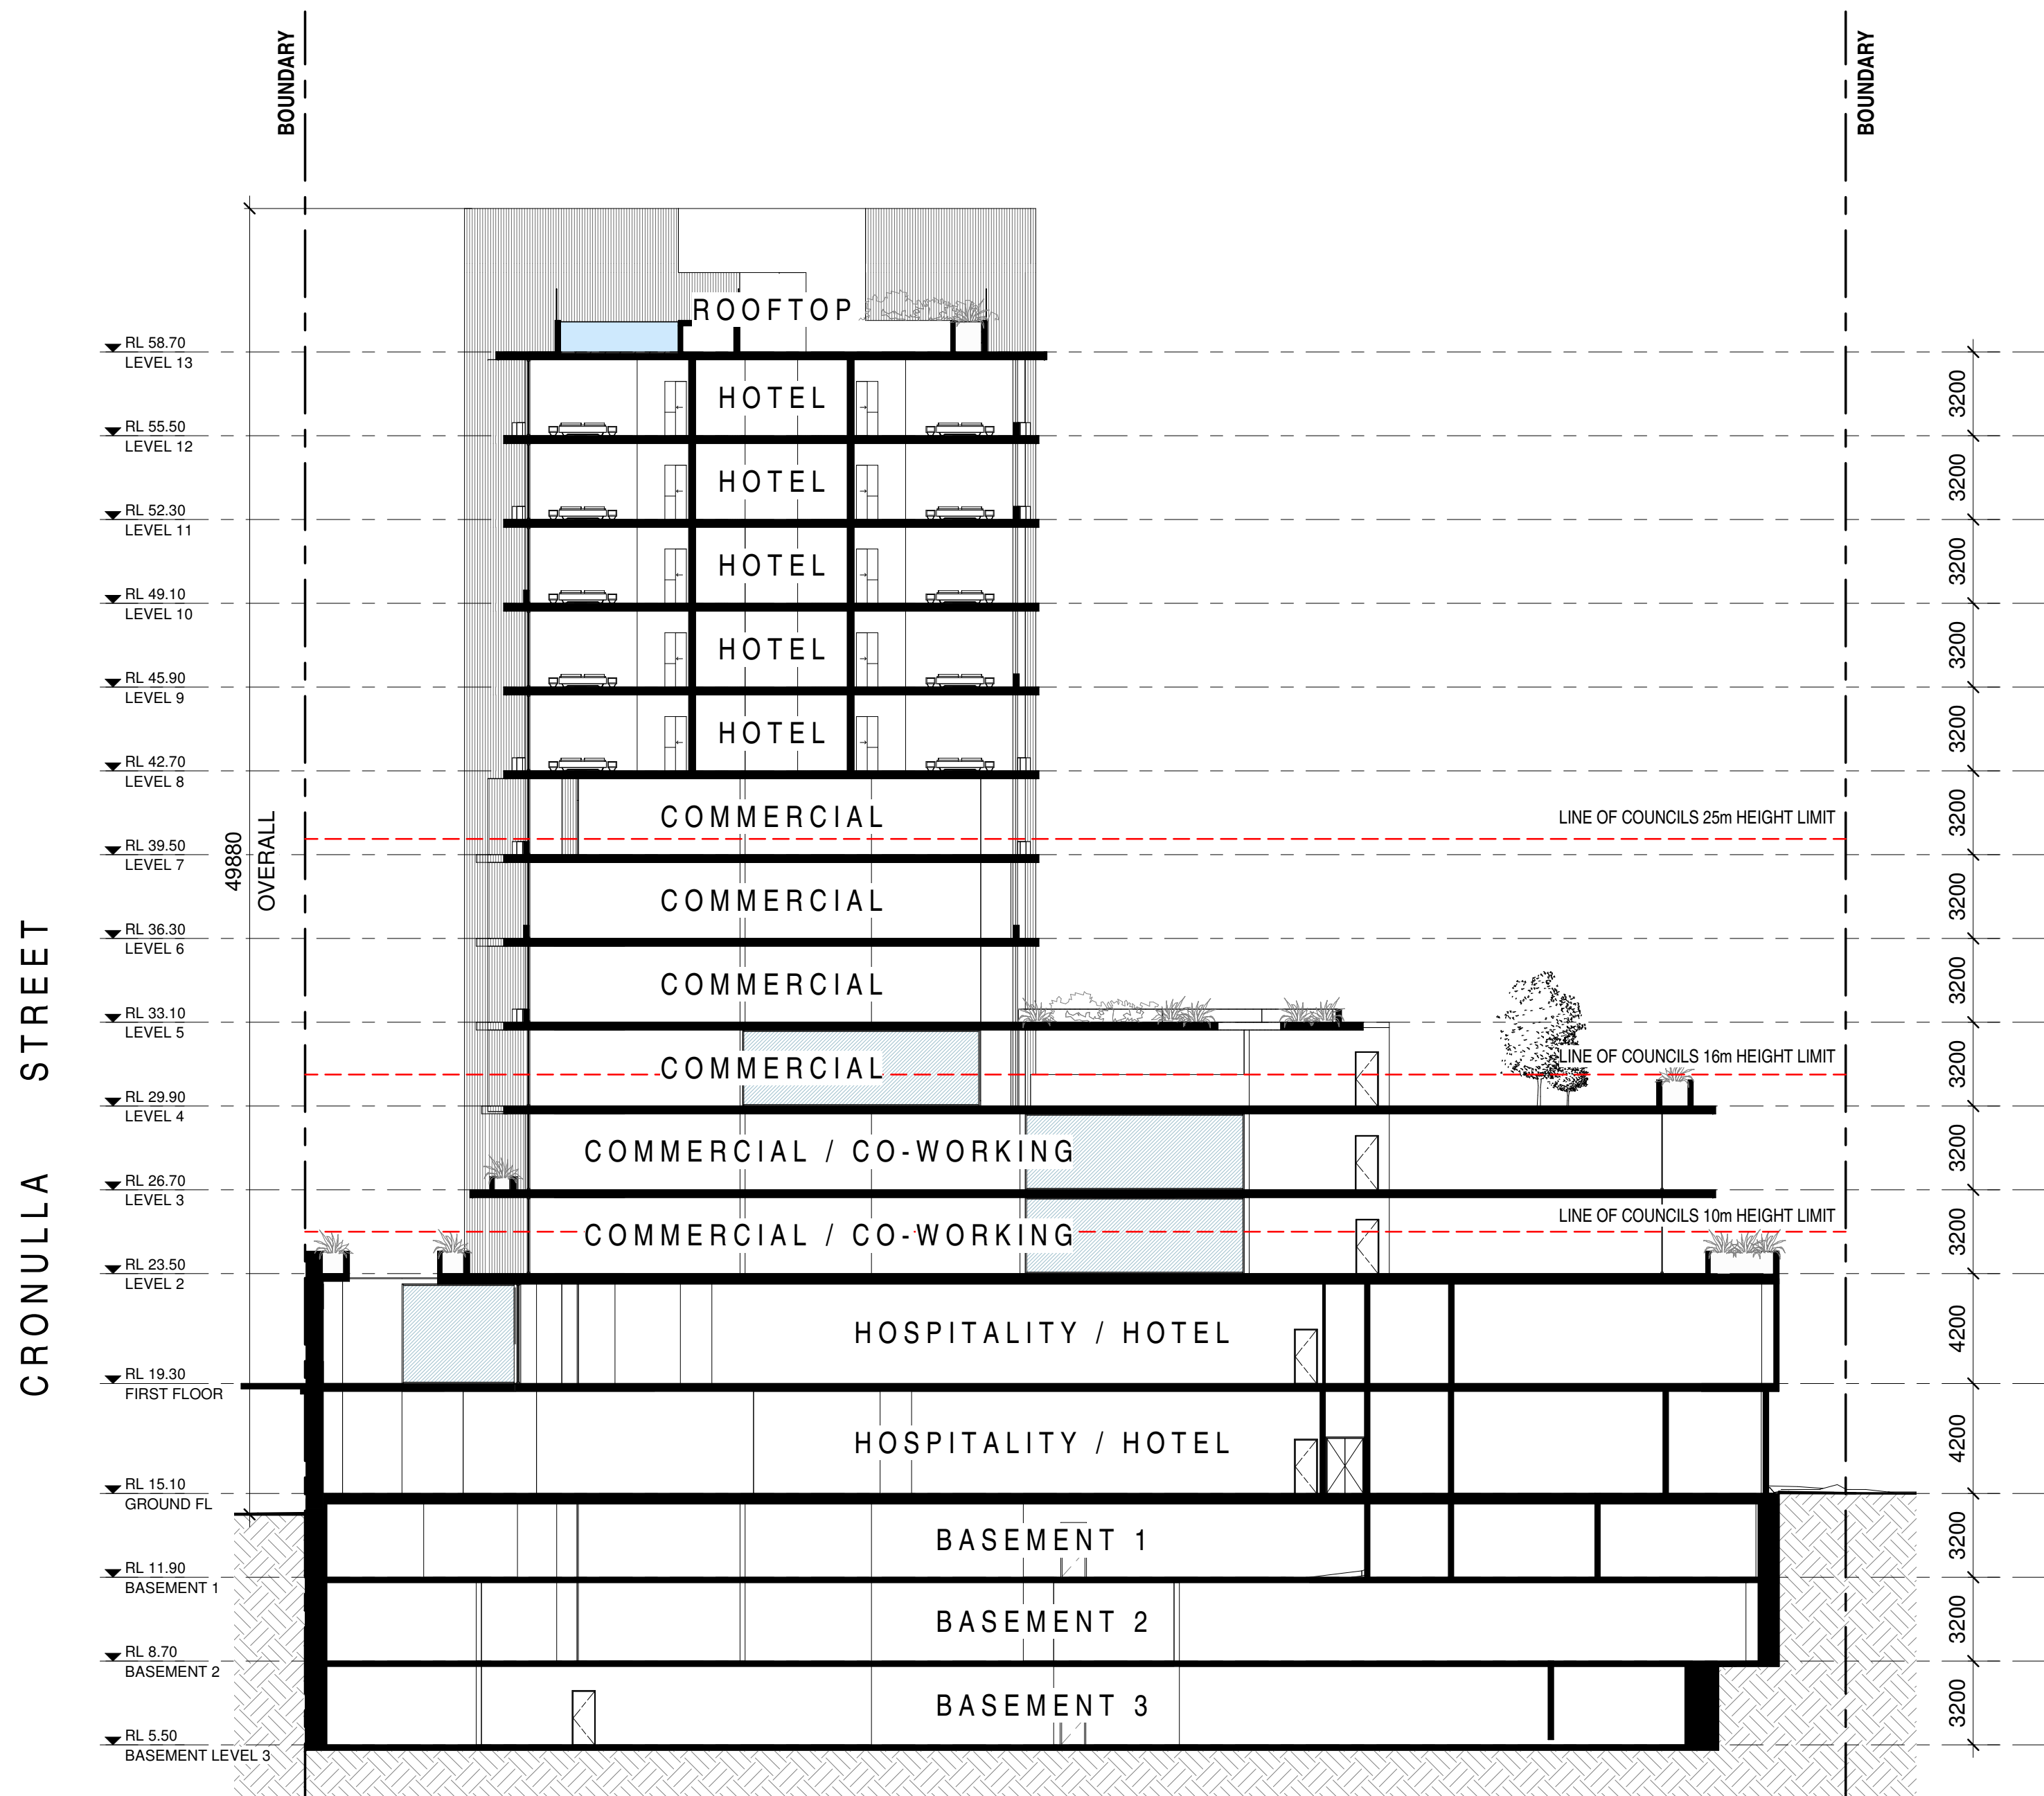 BOUNDARY
BOUNDARY
ROOFTOP
RL 58.70
LEVEL 13
HOTEL
3200
RL 55.50
LEVEL 12
HOTEL
3200
RL 52.30
LEVEL 11
HOTEL
3200
RL 49.10
LEVEL 10
HOTEL
3200
RL 45.90
LEVEL 9
HOTEL
3200
RL 42.70
LEVEL 8
COMMERCIAL
LINE OF COUNCILS 25m HEIGHT LIMIT
3200
RL 39.50
LEVEL 7
49880
OVERALL
COMMERCIAL
3200
RL 36.30
LEVEL 6
COMMERCIAL
3200
RL 33.10
LEVEL 5
COMMERCIAL
LINE OF COUNCILS 16m HEIGHT LIMIT
3200
RL 29.90
LEVEL 4
COMMERCIAL / CO-WORKING
3200
RL 26.70
LEVEL 3
COMMERCIAL / CO-WORKING
LINE OF COUNCILS 10m HEIGHT LIMIT
3200
RL 23.50
LEVEL 2
CRONULLA STREET
HOSPITALITY / HOTEL
4200
RL 19.30
FIRST FLOOR
HOSPITALITY / HOTEL
4200
RL 15.10
GROUND FL
BASEMENT 1
3200
RL 11.90
BASEMENT 1
BASEMENT 2
3200
RL 8.70
BASEMENT 2
BASEMENT 3
3200
RL 5.50
BASEMENT LEVEL 3